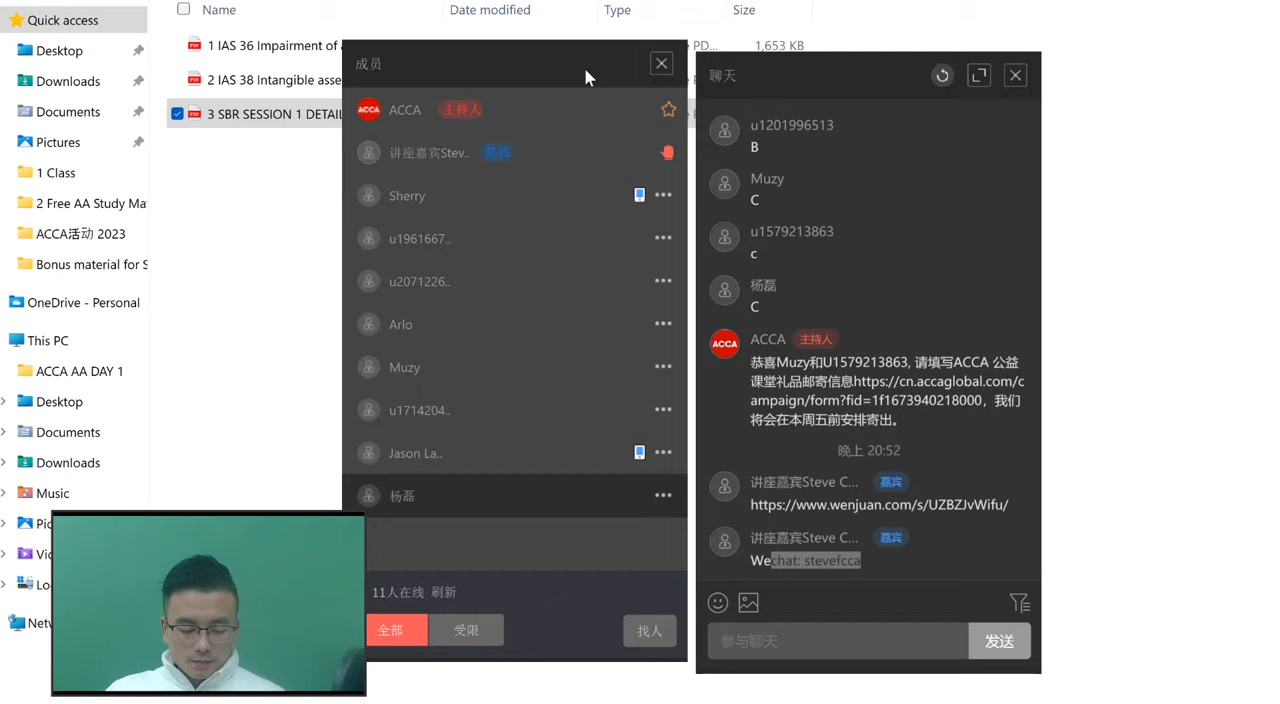 Quick access
Desktop
Downloads
Documents
Pictures
1 Class
2 Free AA Study Ma
ACCA活动 2023
Bonus material for S
OneDrive - Personal
This PC
ACCA AA DAY 1
Desktop
Documents
Downloads
Music
Pic
Vic
Lo
Netw
Name
Date modified
Type
Size
1 IAS 36 Impairment of
PD...
1,653 KB
2 IAS 38 Intangible asse
3 SBR SESSION 1 DETAIL
成员
ACCA 主持人
讲座嘉宾Stev.. 嘉宾
Sherry
u1961667..
u2071226..
Arlo
Muzy
u1714204..
Jason La..
杨磊
11人在线 刷新
全部
受限
找人
聊天
u1201996513
B
Muzy
C
u1579213863
c
杨磊
C
ACCA 主持人
恭喜Muzy和U1579213863, 请填写ACCA 公益
课堂礼品邮寄信息https://cn.accaglobal.com/c
ampaign/form?fid=1f1673940218000，我们
将会在本周五前安排寄出。
晚上 20:52
讲座嘉宾Steve C... 嘉宾
https://www.wenjuan.com/s/UZBZJvWifu/
讲座嘉宾Steve C... 嘉宾
Wechat: stevefcca
参与聊天
发送